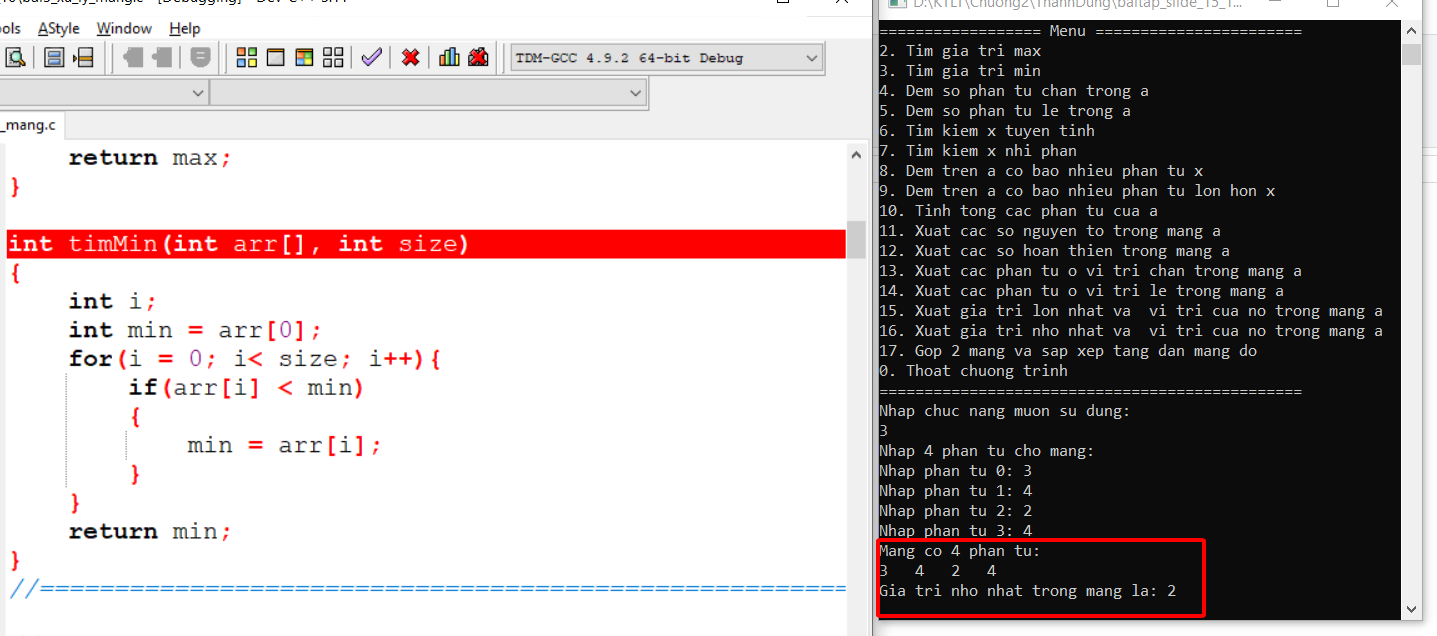 [Debugging]
D:\KTLT\Chuong2\ThanhDung\baitap_slide_15_1...
ols AStyle Window Help
TDM-GCC 4.9.2 64-bit Debug
_mang.c
return max;
}
int timMin(int arr[], int size)
{
int i;
int min = arr[0];
for(i = 0; i< size; i++){
if(arr[i] < min)
{
min = arr[i];
}
}
return min;
}
//=======================================================
================== Menu =======================
2. Tim gia tri max
3. Tim gia tri min
4. Dem so phan tu chan trong a
5. Dem so phan tu le trong a
6. Tim kiem x tuyen tinh
7. Tim kiem x nhi phan
8. Dem tren a co bao nhieu phan tu x
9. Dem tren a co bao nhieu phan tu lon hon x
10. Tinh tong cac phan tu cua a
11. Xuat cac so nguyen to trong mang a
12. Xuat cac so hoan thien trong mang a
13. Xuat cac phan tu o vi tri chan trong mang a
14. Xuat cac phan tu o vi tri le trong mang a
15. Xuat gia tri lon nhat va  vi tri cua no trong mang a
16. Xuat gia tri nho nhat va  vi tri cua no trong mang a
17. Gop 2 mang va sap xep tang dan mang do
0. Thoat chuong trinh
===============================================
Nhap chuc nang muon su dung:
3
Nhap 4 phan tu cho mang:
Nhap phan tu 0: 3
Nhap phan tu 1: 4
Nhap phan tu 2: 2
Nhap phan tu 3: 4
Mang co 4 phan tu:
3   4   2   4
Gia tri nho nhat trong mang la: 2